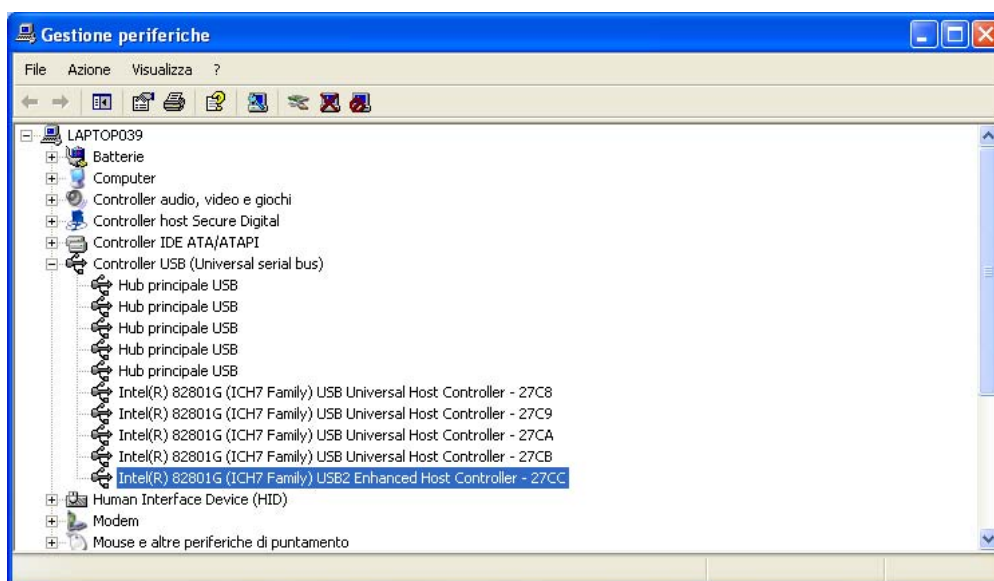 Gestione periferiche
File Azione Visualizza ?
LAPTOP039
Batterie
Computer
Controller audio, video e giochi
Controller host Secure Digital
Controller IDE ATA/ATAPI
Controller USB (Universal serial bus)
Hub principale USB
Hub principale USB
Hub principale USB
Hub principale USB
Hub principale USB
Intel(R) 82801G (ICH7 Family) USB Universal Host Controller - 27C8
Intel(R) 82801G (ICH7 Family) USB Universal Host Controller - 27C9
Intel(R) 82801G (ICH7 Family) USB Universal Host Controller - 27CA
Intel(R) 82801G (ICH7 Family) USB Universal Host Controller - 27CB
Intel(R) 82801G (ICH7 Family) USB2 Enhanced Host Controller - 27CC
Human Interface Device (HID)
Modem
Mouse e altre periferiche di puntamento